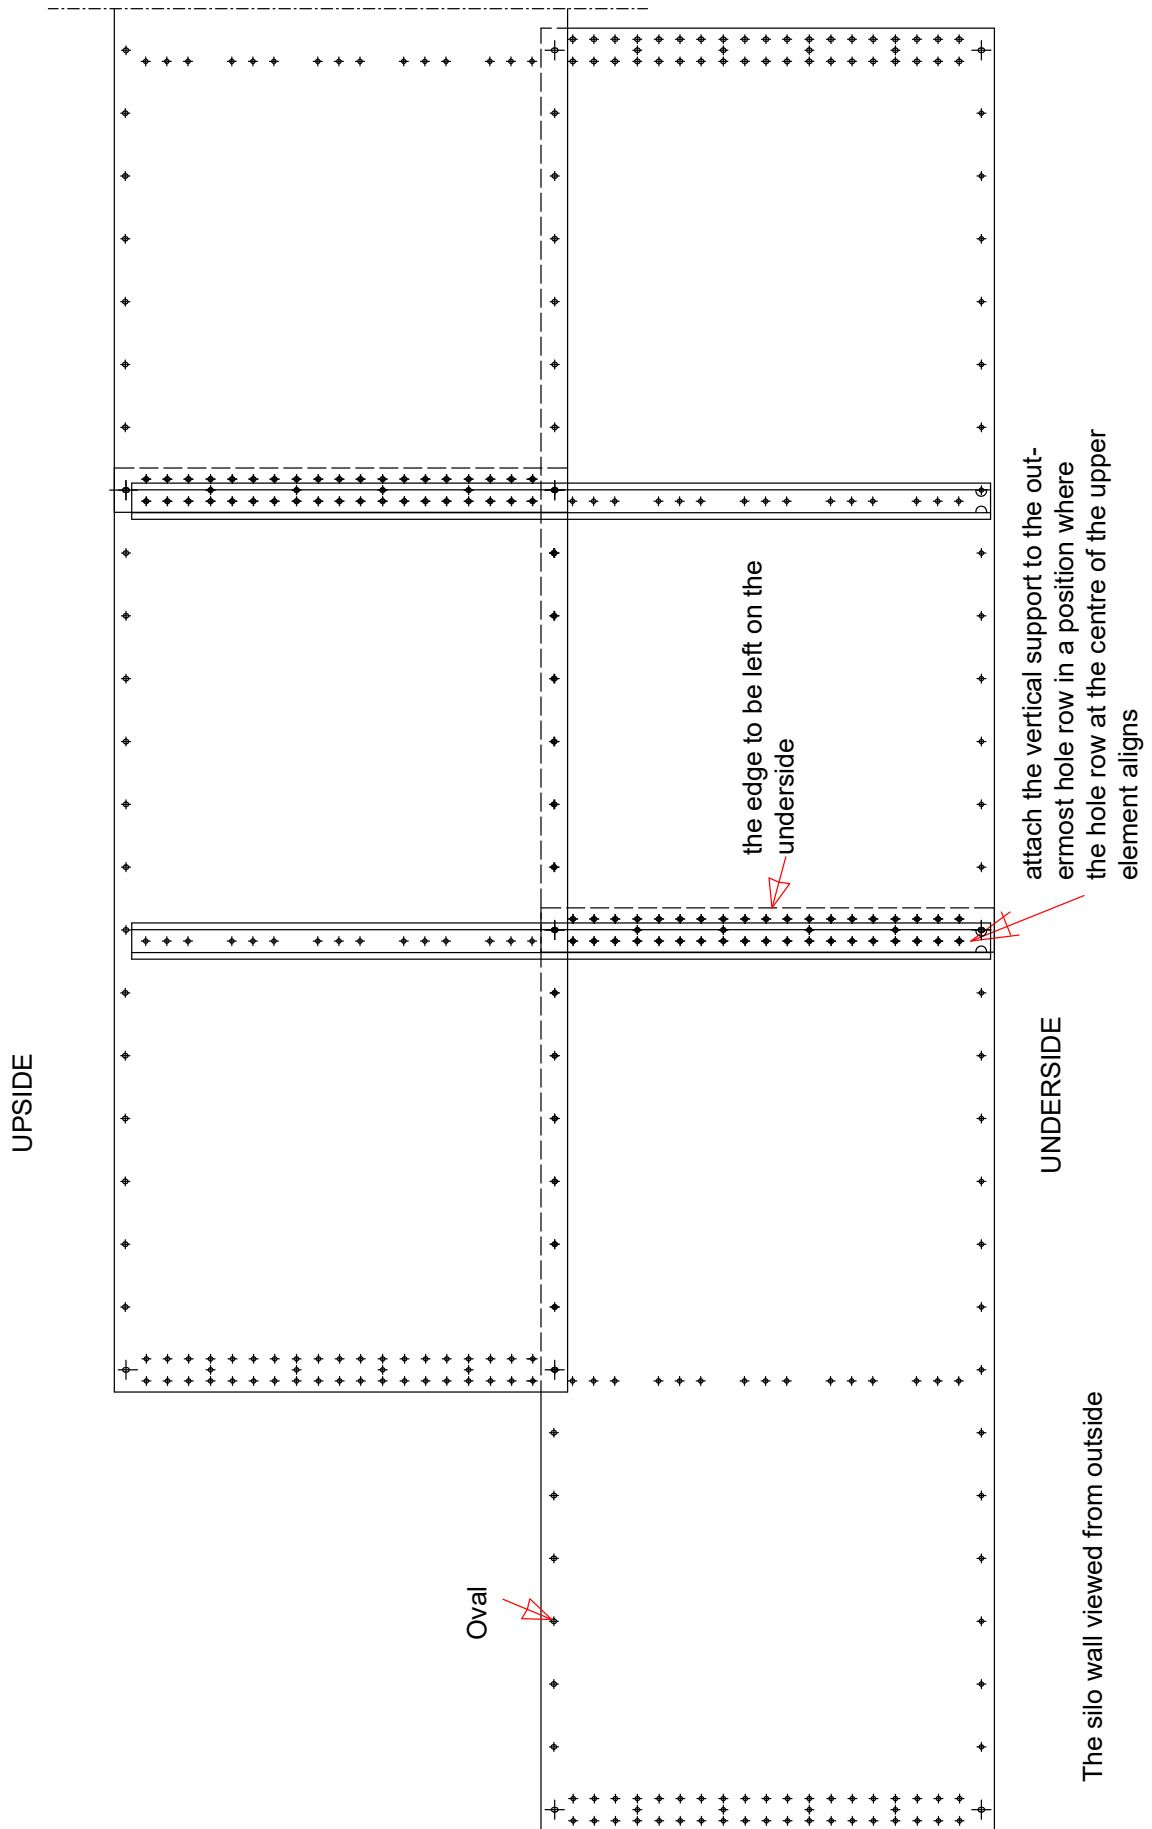 UPSIDE
Oval
the edge to be left on the
underside
attach the vertical support to the out-
ermost hole row in a position where
the hole row at the centre of the upper
element aligns
UNDERSIDE
The silo wall viewed from outside